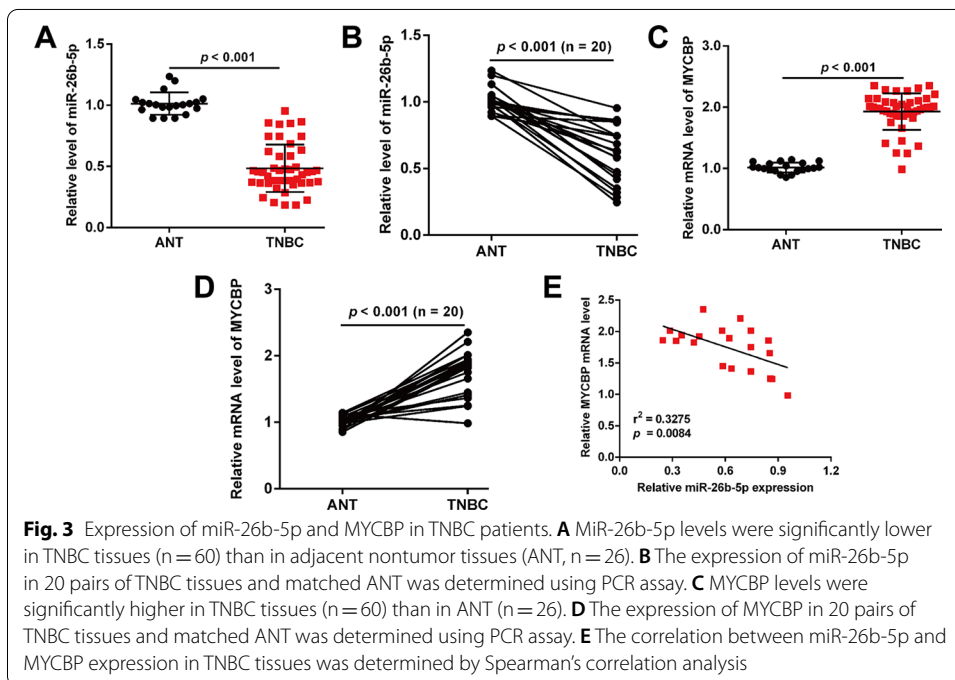 A
Relative level of miR-26b-5p
1.5
1.0
0.5
0.0
p < 0.001
ANT
TNBC
B
Relative level of miR-26b-5p
1.5
1.0
0.5
0.0
p < 0.001 (n = 20)
ANT
TNBC
C
Relative mRNA level of MYCBP
3.0
2.0
1.0
0.0
p < 0.001
ANT
TNBC
D
Relative mRNA level of MYCBP
3
2
1
0
p < 0.001 (n = 20)
ANT
TNBC
E
Relative MYCBP mRNA level
2.5
2.0
1.5
1.0
0.5
0.0
r² = 0.3275
p = 0.0084
0.0 0.3 0.6 0.9 1.2
Relative miR-26b-5p expression
Fig. 3 Expression of miR-26b-5p and MYCBP in TNBC patients. A MiR-26b-5p levels were significantly lower
in TNBC tissues (n = 60) than in adjacent nontumor tissues (ANT, n = 26). B The expression of miR-26b-5p
in 20 pairs of TNBC tissues and matched ANT was determined using PCR assay. C MYCBP levels were
significantly higher in TNBC tissues (n = 60) than in ANT (n = 26). D The expression of MYCBP in 20 pairs of
TNBC tissues and matched ANT was determined using PCR assay. E The correlation between miR-26b-5p and
MYCBP expression in TNBC tissues was determined by Spearman's correlation analysis